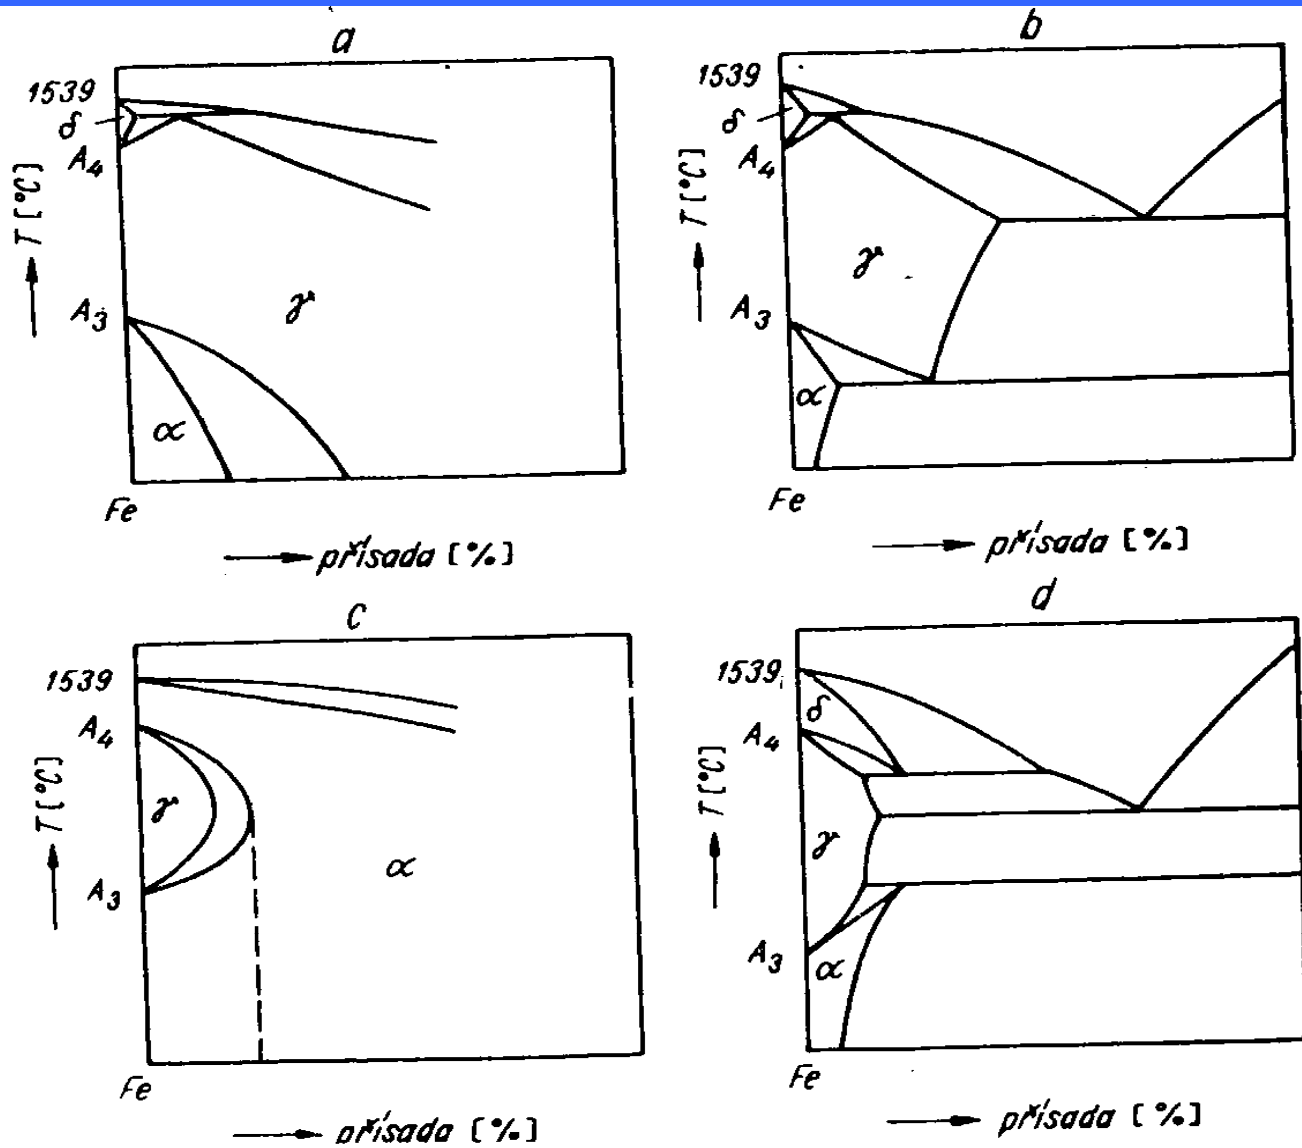 a
1539
δ
A4
T [°C]
A3
γ
α
Fe
přísada [%]
b
1539
δ
A4
T [°C]
A3
γ
α
Fe
přísada [%]
c
1539
A4
T [°C]
γ
A3
α
Fe
přísada [%]
d
1539
δ
A4
T [°C]
γ
A3
α
Fe
přísada [%]